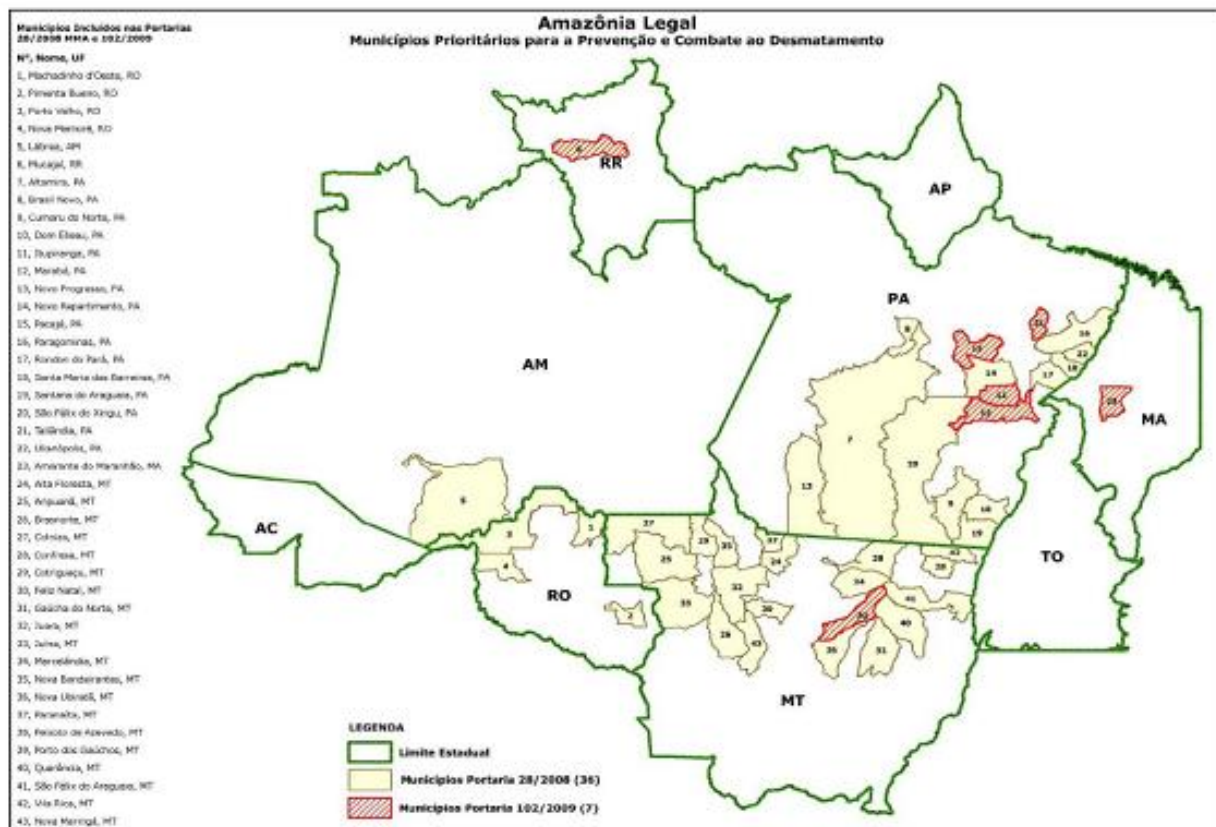 Amazônia Legal
Municípios Prioritários para a Prevenção e Combate ao Desmatamento
Municípios Incluídos nas Portarias
28/2008 MMA e 102/2009
Nº, Nome, UF
1, Machadinho d'Oeste, RO
2, Pimenta Bueno, RO
3, Porto Velho, RO
4, Nova Mamoré, RO
5, Lábrea, AM
6, Mucajaí, RR
7, Altamira, PA
8, Brasil Novo, PA
9, Cumaru do Norte, PA
10, Dom Eliseu, PA
11, Itupiranga, PA
12, Marabá, PA
13, Novo Progresso, PA
14, Novo Repartimento, PA
15, Pacajá, PA
16, Paragominas, PA
17, Rondon do Pará, PA
18, Santa Maria das Barreiras, PA
19, Santana do Araguaia, PA
20, São Félix do Xingu, PA
21, Tailândia, PA
22, Ulianópolis, PA
23, Amarante do Maranhão, MA
24, Alta Floresta, MT
25, Aripuanã, MT
26, Brasnorte, MT
27, Colniza, MT
28, Confresa, MT
29, Cotriguaçu, MT
30, Feliz Natal, MT
31, Gaúcha do Norte, MT
32, Juara, MT
33, Juína, MT
34, Marcelândia, MT
35, Nova Bandeirantes, MT
36, Nova Ubiratã, MT
37, Paranaíta, MT
38, Peixoto de Azevedo, MT
39, Porto dos Gaúchos, MT
40, Querência, MT
41, São Félix do Araguaia, MT
42, Vila Rica, MT
43, Nova Maringá, MT
RR
AP
PA
AM
MA
AC
RO
TO
MT
LEGENDA
Limite Estadual
Municípios Portaria 28/2008 (36)
Municípios Portaria 102/2009 (7)